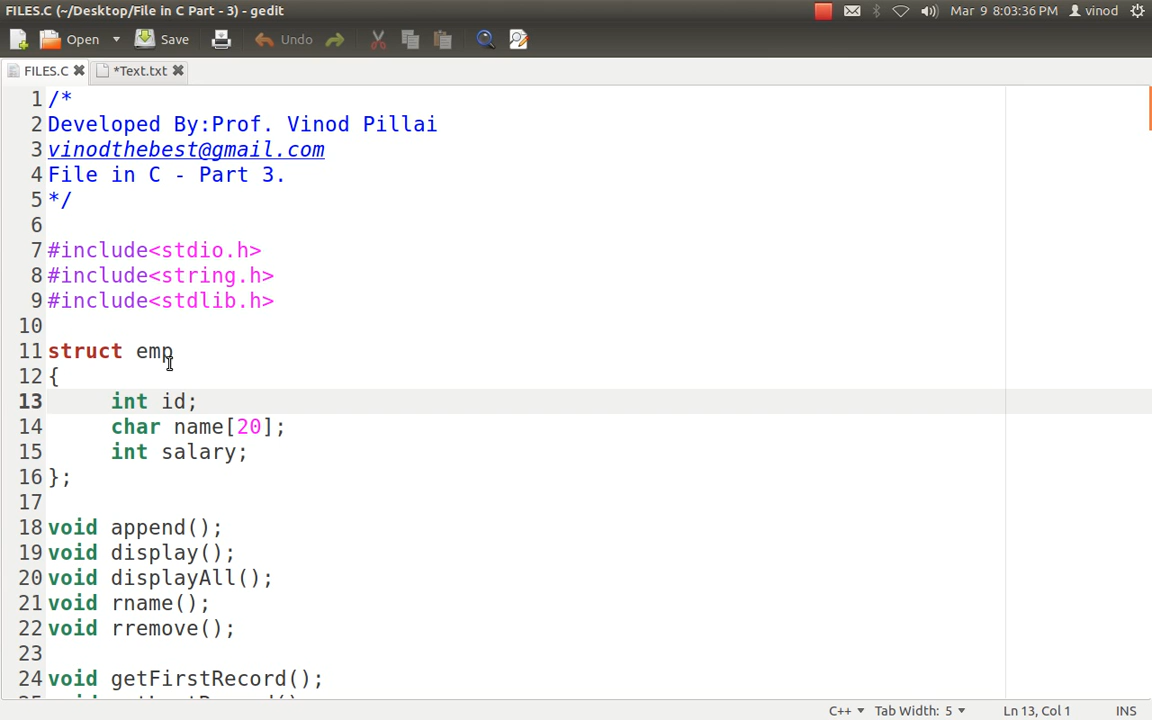 FILES.C (~/Desktop/File in C Part - 3) - gedit
Mar 9 8:03:36 PM vinod
Open Save Undo
FILES.C *Text.txt
1 /*
2 Developed By:Prof. Vinod Pillai
3 vinodthebest@gmail.com
4 File in C - Part 3.
5 */
6
7 #include<stdio.h>
8 #include<string.h>
9 #include<stdlib.h>
10
11 struct emp
12 {
13 int id;
14 char name[20];
15 int salary;
16 };
17
18 void append();
19 void display();
20 void displayAll();
21 void rname();
22 void rremove();
23
24 void getFirstRecord();
C++ Tab Width: 5 Ln 13, Col 1 INS